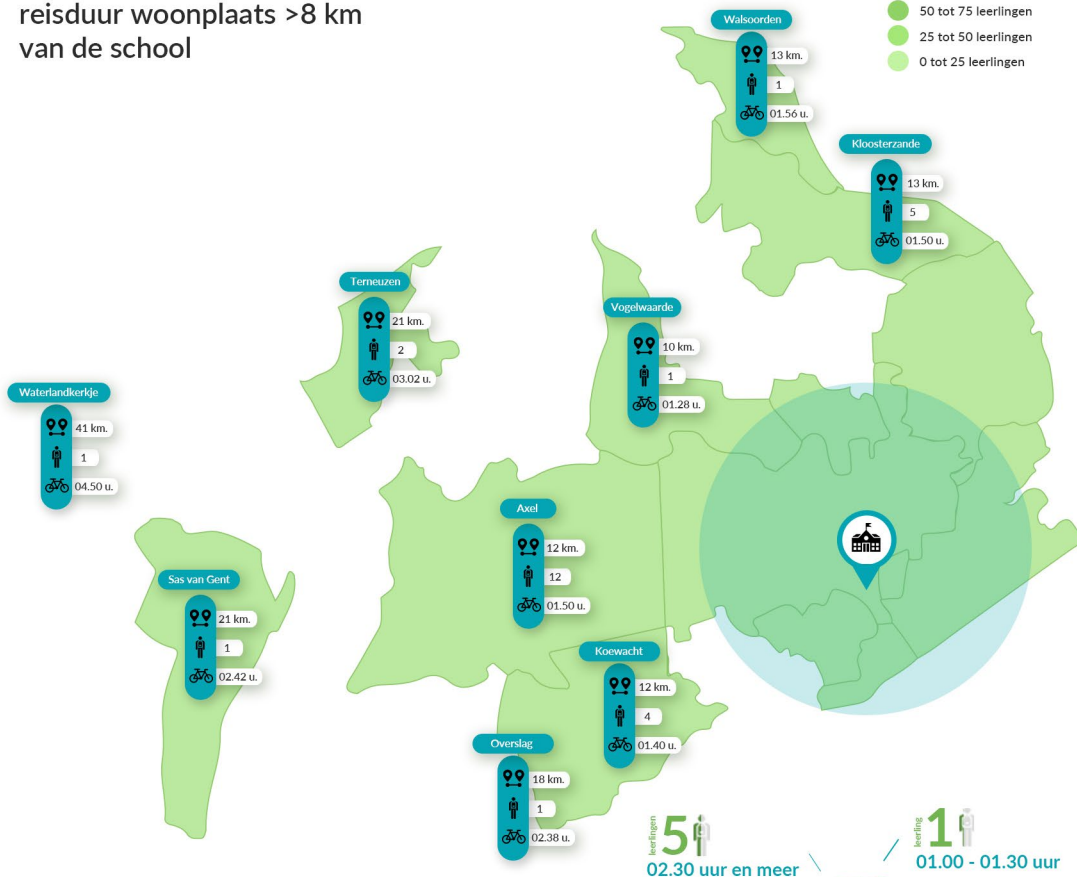 reisduur woonplaats >8 km
van de school
50 tot 75 leerlingen
25 tot 50 leerlingen
0 tot 25 leerlingen
Walsoorden
13 km.
1
01.56 u.
Kloosterzande
13 km.
5
01.50 u.
Terneuzen
21 km.
2
03.02 u.
Vogelwaarde
10 km.
1
01.28 u.
Waterlandkerkje
41 km.
1
04.50 u.
Axel
12 km.
12
01.50 u.
Sas van Gent
21 km.
1
02.42 u.
Koewacht
12 km.
4
01.40 u.
Overslag
18 km.
1
02.38 u.
leerlingen
5
02.30 uur en meer
leerling
1
01.00 - 01.30 uur